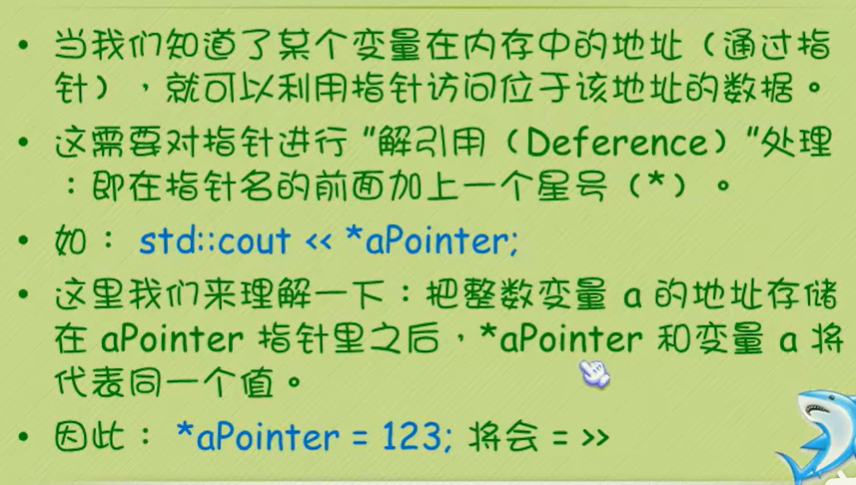 • 当我们知道了某个变量在内存中的地址（通过指
针），就可以利用指针访问位于该地址的数据。
• 这需要对指针进行 "解引用（Deference）"处理
：即在指针名的前面加上一个星号（*）。
• 如： std::cout << *aPointer;
• 这里我们来理解一下：把整数变量 a 的地址存储
在 aPointer 指针里之后，*aPointer 和变量 a 将
代表同一个值。
• 因此： *aPointer = 123; 将会 = >>